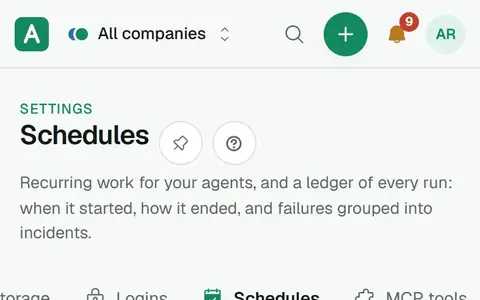 A
All companies
9
AR
SETTINGS
Schedules
Recurring work for your agents, and a ledger of every run:
when it started, how it ended, and failures grouped into
incidents.
torage Logins Schedules MCP tools